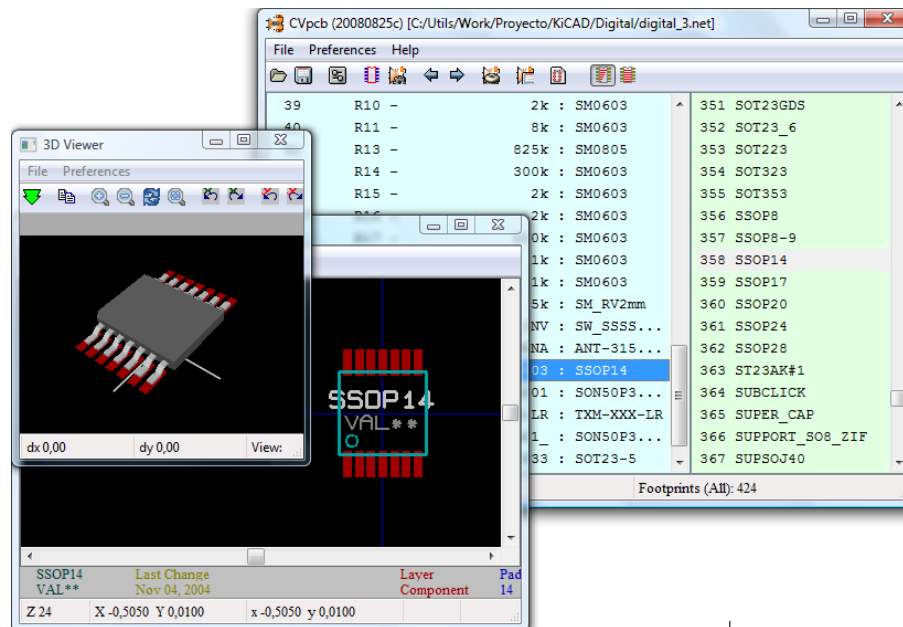 CVpcb (20080825c) [C:/Utils/Work/Proyecto/KiCAD/Digital/digital_3.net]
File Preferences Help
39 R10 - 2k : SM0603
40 R11 - 8k : SM0603
R13 - 825k : SM0805
R14 - 300k : SM0603
R15 - 2k : SM0603
2k : SM0603
0k : SM0603
1k : SM0603
1k : SM0603
5k : SM_RV2mm
NV : SW_SSSS...
NA : ANT-315...
03 : SSOP14
01 : SON50P3...
LR : TXM-XXX-LR
1_ : SON50P3...
33 : SOT23-5
351 SOT23GDS
352 SOT23_6
353 SOT223
354 SOT323
355 SOT353
356 SSOP8
357 SSOP8-9
358 SSOP14
359 SSOP17
360 SSOP20
361 SSOP24
362 SSOP28
363 ST23AK#1
364 SUBCLICK
365 SUPER_CAP
366 SUPPORT_SO8_ZIF
367 SUPSOJ40
Footprints (All): 424
3D Viewer
File Preferences
dx 0,00 dy 0,00 View:
SSOP14
VAL**
SSOP14 Last Change Layer Pad
VAL** Nov 04, 2004 Component 14
Z 24 X -0,5050 Y 0,0100 x -0,5050 y 0,0100